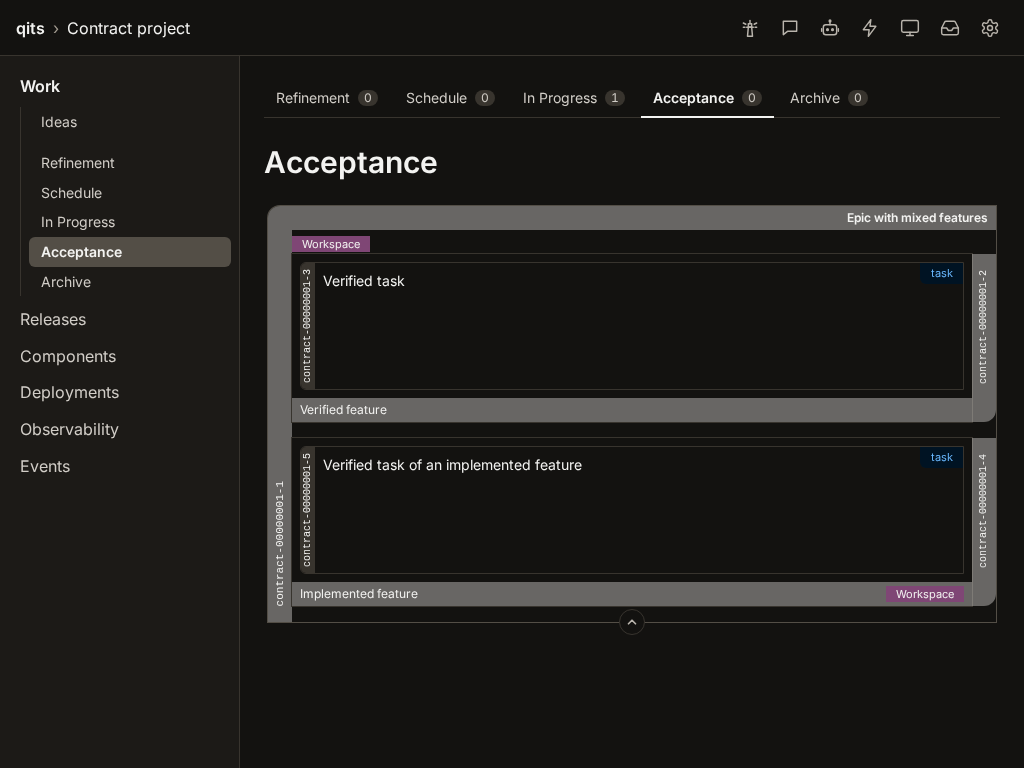 qits › Contract project
Work
Ideas
Refinement
Schedule
In Progress
Acceptance
Archive
Releases
Components
Deployments
Observability
Events
Refinement 0
Schedule 0
In Progress 1
Acceptance 0
Archive 0
Acceptance
Epic with mixed features
contract-00000001-1
Workspace
contract-00000001-3
Verified task
task
contract-00000001-2
Verified feature
contract-00000001-5
Verified task of an implemented feature
task
contract-00000001-4
Implemented feature
Workspace